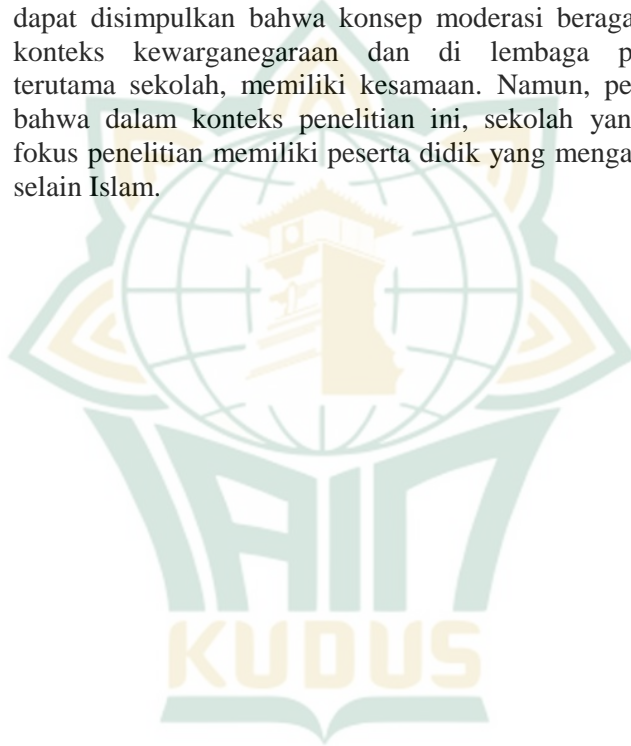 dapat disimpulkan bahwa konsep moderasi beraga
konteks kewarganegaraan dan di lembaga p
terutama sekolah, memiliki kesamaan. Namun, pe
bahwa dalam konteks penelitian ini, sekolah yan
fokus penelitian memiliki peserta didik yang menga
selain Islam.
IAIN
KUDUS